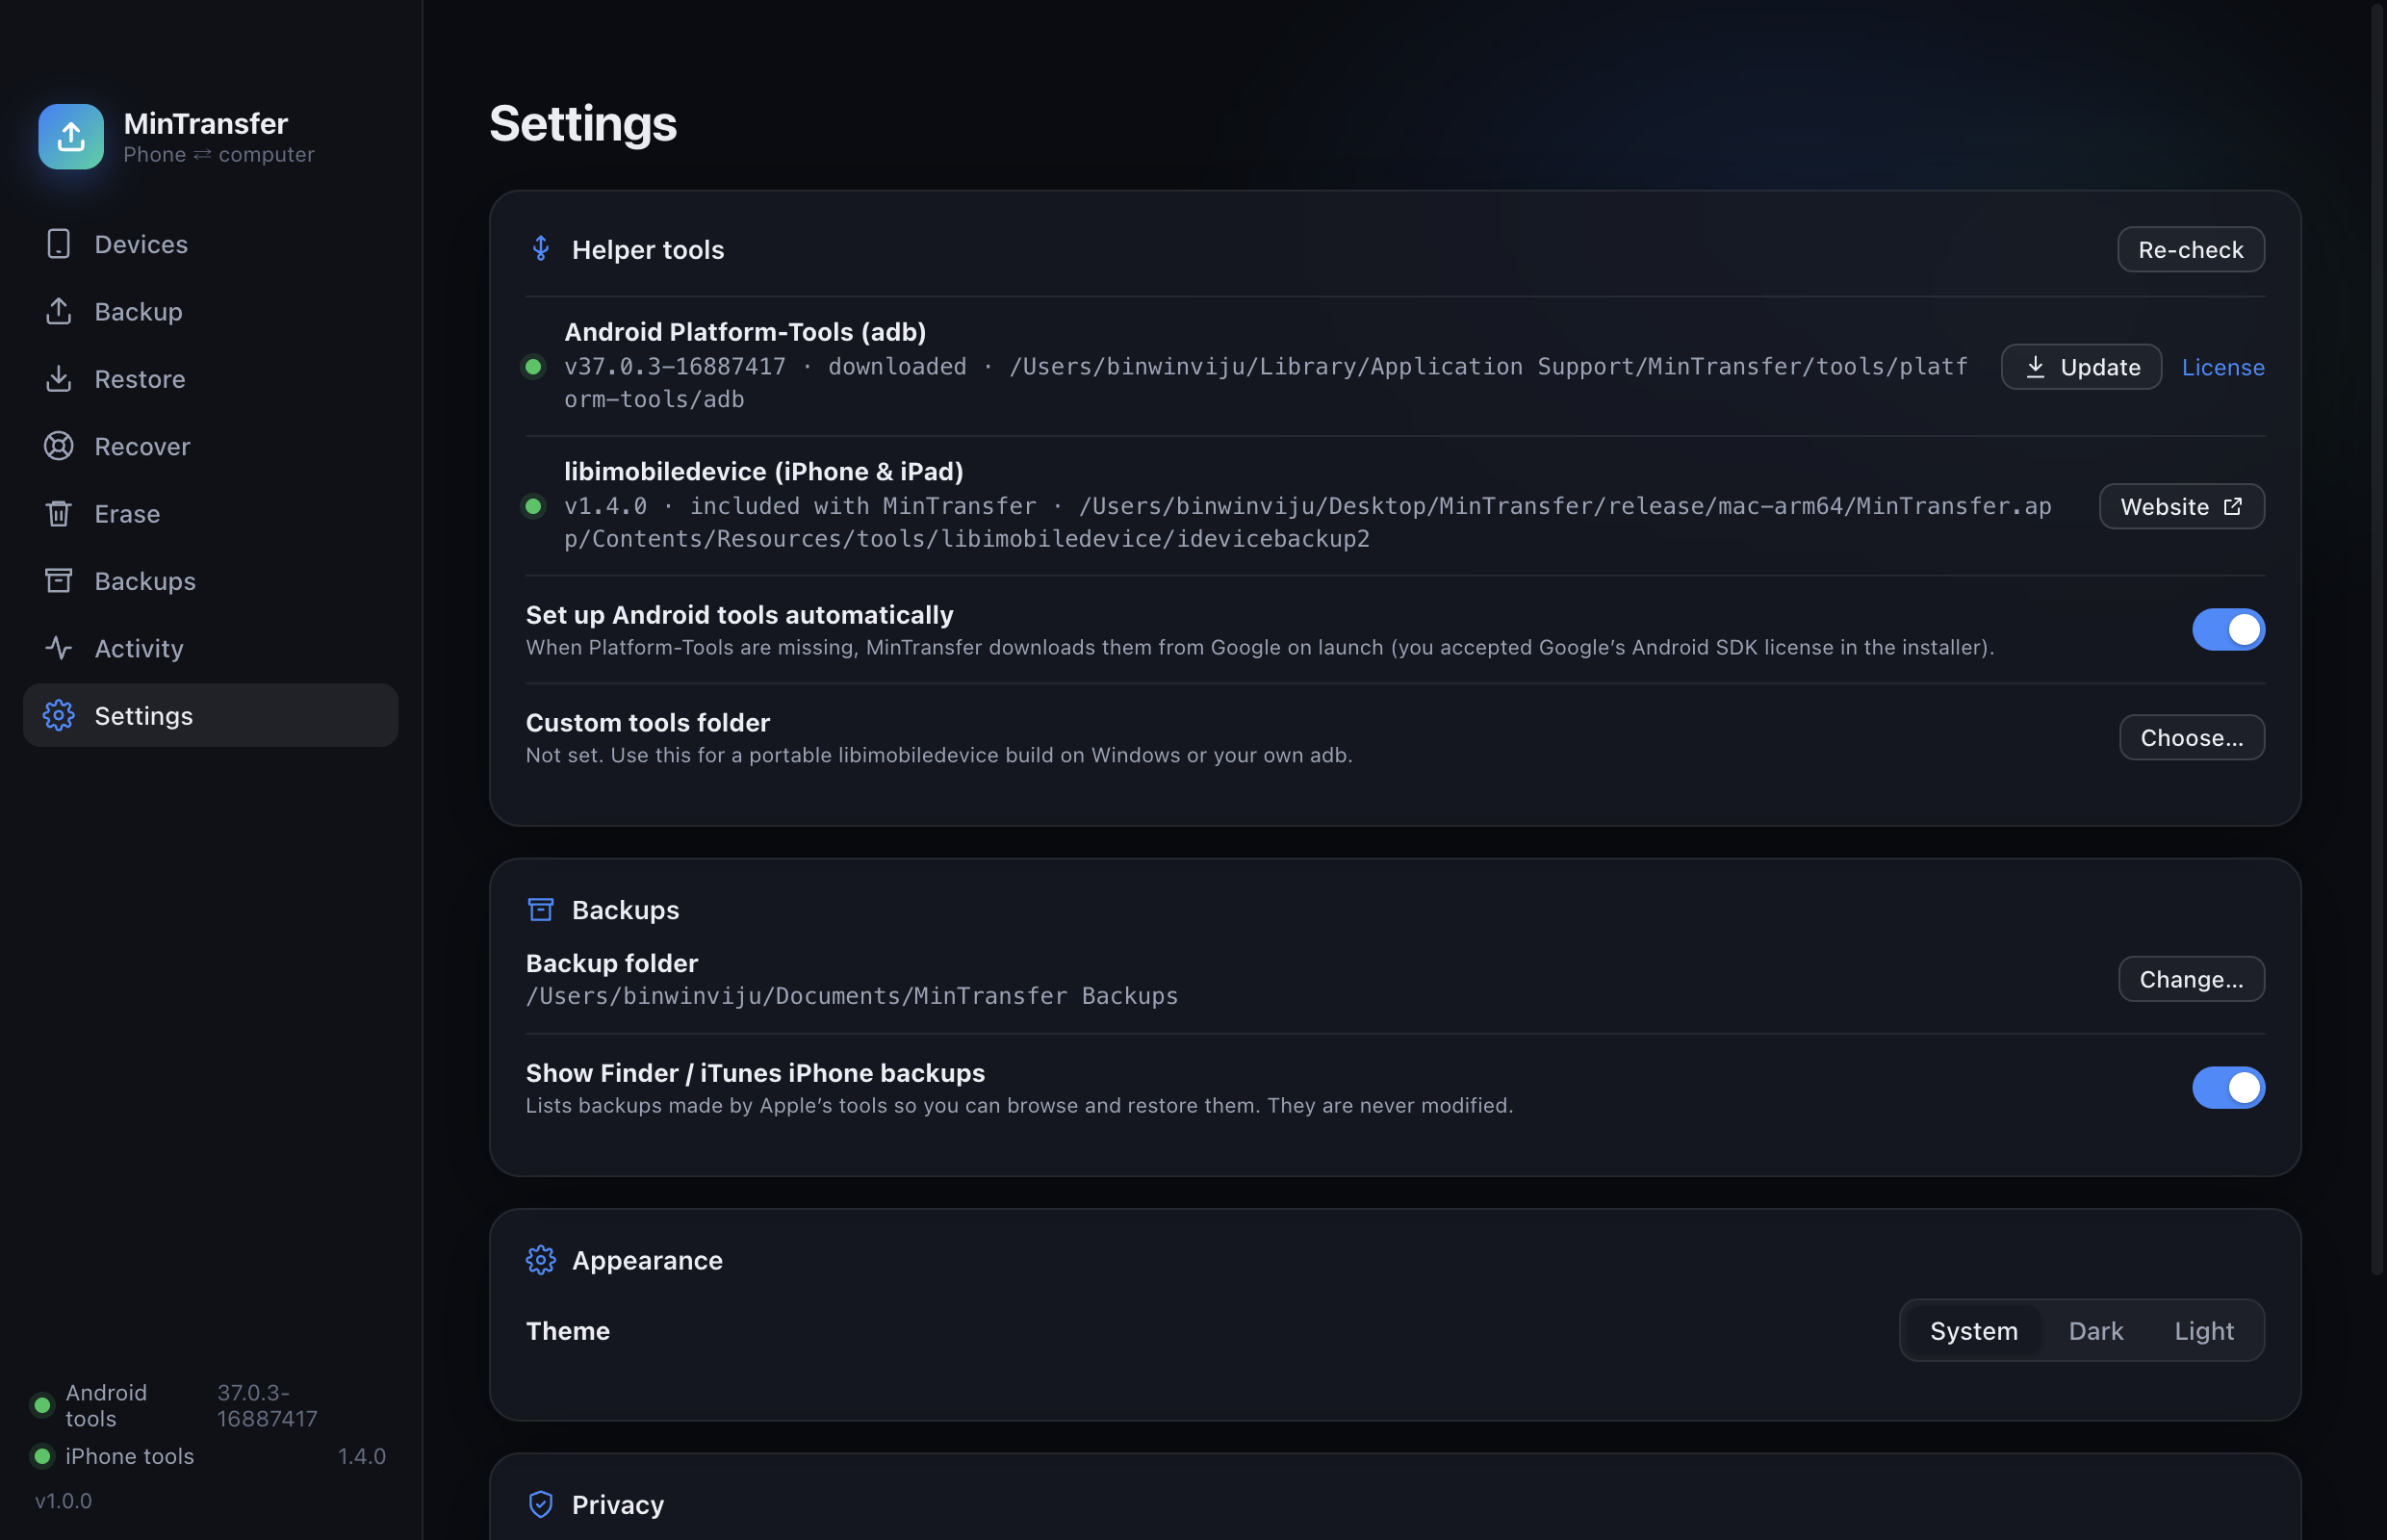 MinTransfer
Phone ⇄ computer
Devices
Backup
Restore
Recover
Erase
Backups
Activity
Settings
Android tools 37.0.3-16887417
iPhone tools 1.4.0
v1.0.0
Settings
Helper tools
Re-check
Android Platform-Tools (adb)
v37.0.3-16887417 · downloaded · /Users/binwinviju/Library/Application Support/MinTransfer/tools/platf
orm-tools/adb
Update
License
libimobiledevice (iPhone & iPad)
v1.4.0 · included with MinTransfer · /Users/binwinviju/Desktop/MinTransfer/release/mac-arm64/MinTransfer.ap
p/Contents/Resources/tools/libimobiledevice/idevicebackup2
Website
Set up Android tools automatically
When Platform-Tools are missing, MinTransfer downloads them from Google on launch (you accepted Google’s Android SDK license in the installer).
Custom tools folder
Not set. Use this for a portable libimobiledevice build on Windows or your own adb.
Choose…
Backups
Backup folder
/Users/binwinviju/Documents/MinTransfer Backups
Change…
Show Finder / iTunes iPhone backups
Lists backups made by Apple’s tools so you can browse and restore them. They are never modified.
Appearance
Theme
System Dark Light
Privacy